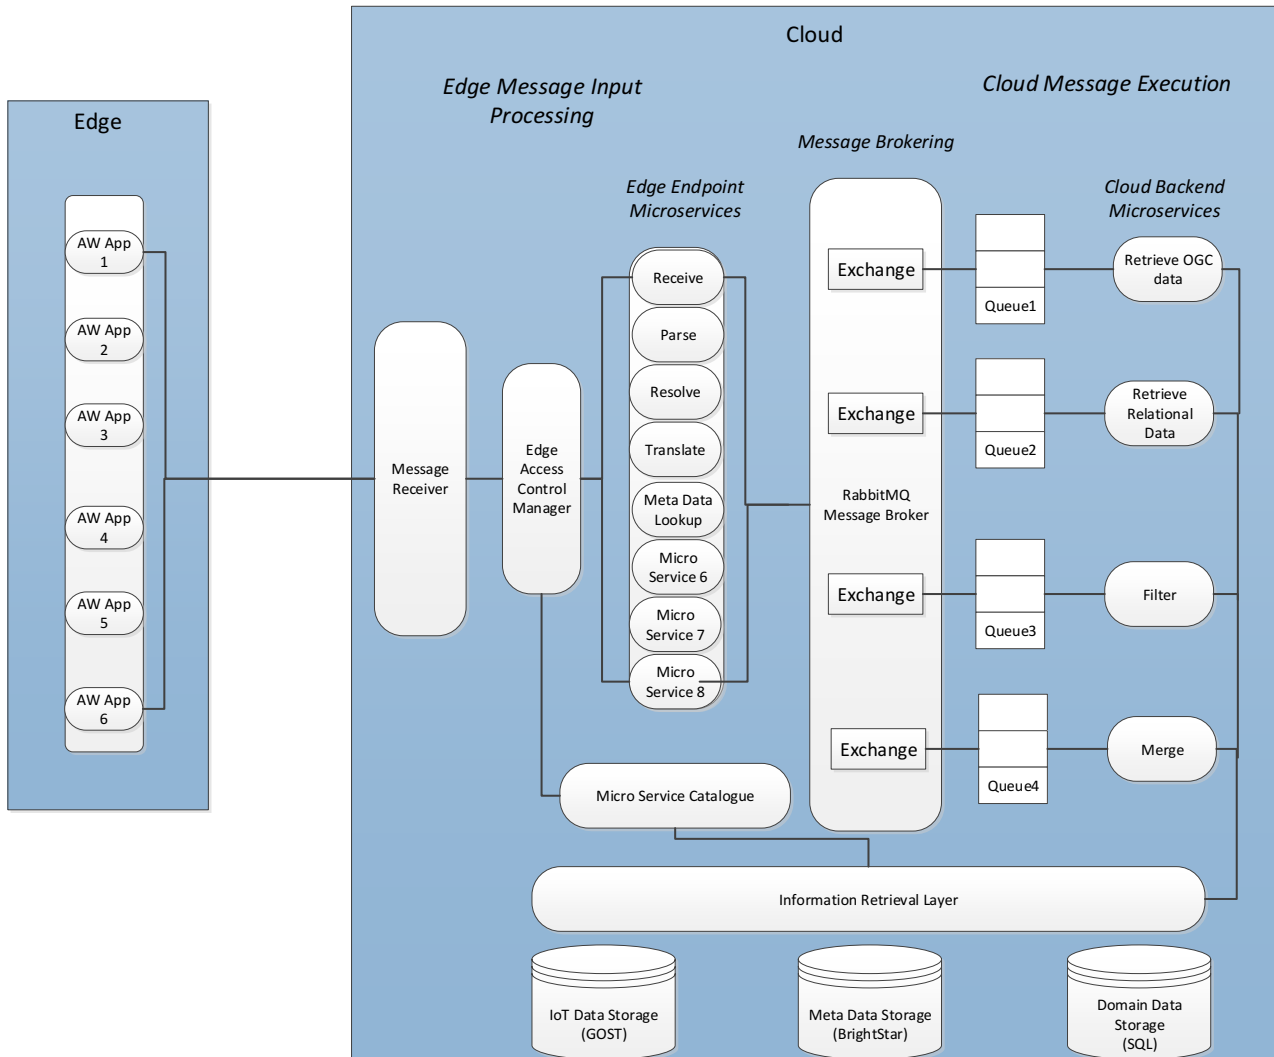 Cloud
Edge Message Input
Processing
Cloud Message Execution
Message Brokering
Edge Endpoint
Microservices
Cloud Backend
Microservices
Edge
AW App
1
AW App
2
AW App
3
AW App
4
AW App
5
AW App
6
Message
Receiver
Edge
Access
Control
Manager
Receive
Parse
Resolve
Translate
Meta Data
Lookup
Micro
Service 6
Micro
Service 7
Micro
Service 8
Exchange
Exchange
RabbitMQ
Message Broker
Exchange
Exchange
Queue1
Queue2
Queue3
Queue4
Retrieve OGC
data
Retrieve
Relational
Data
Filter
Merge
Micro Service Catalogue
Information Retrieval Layer
IoT Data Storage
(GOST)
Meta Data Storage
(BrightStar)
Domain Data
Storage
(SQL)